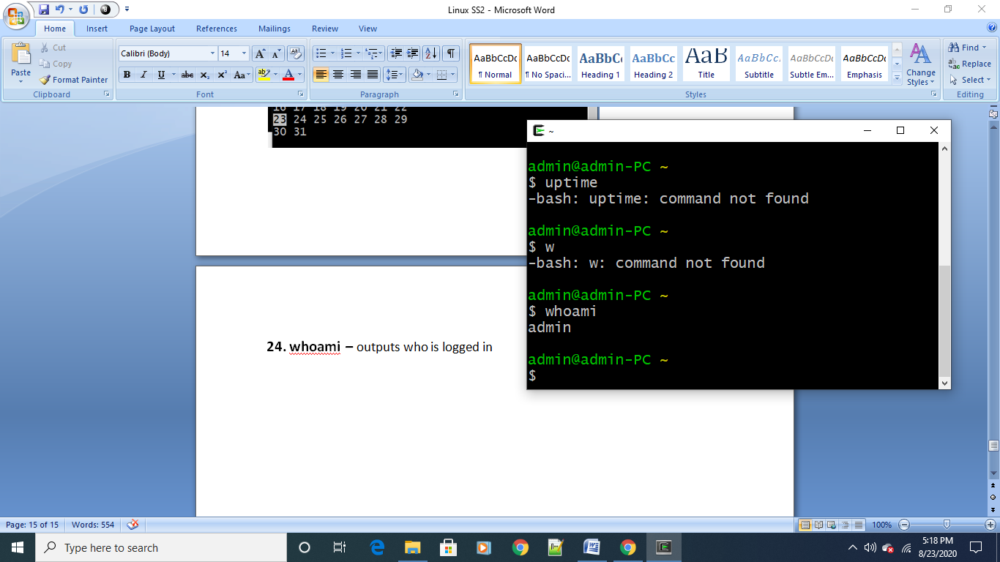 Linux SS2 - Microsoft Word
Home Insert Page Layout References Mailings Review View
Paste
Cut
Copy
Format Painter
Clipboard
Calibri (Body) 14
B I U abc x₂ x² Aa
Font
Paragraph
AaBbCcDc AaBbCcDc AaBbC AaBbCc AaB AaBbCc. AaBbCcDc AaBbCcDc
¶ Normal ¶ No Spaci... Heading 1 Heading 2 Title Subtitle Subtle Em... Emphasis
Change Styles
Styles
Find
Replace
Select
Editing
16 17 18 19 20 21 22
23 24 25 26 27 28 29
30 31
~
admin@admin-PC ~
$ uptime
-bash: uptime: command not found
admin@admin-PC ~
$ w
-bash: w: command not found
admin@admin-PC ~
$ whoami
admin
admin@admin-PC ~
$
24. whoami – outputs who is logged in
Page: 15 of 15 Words: 554
100%
Type here to search
5:18 PM
8/23/2020